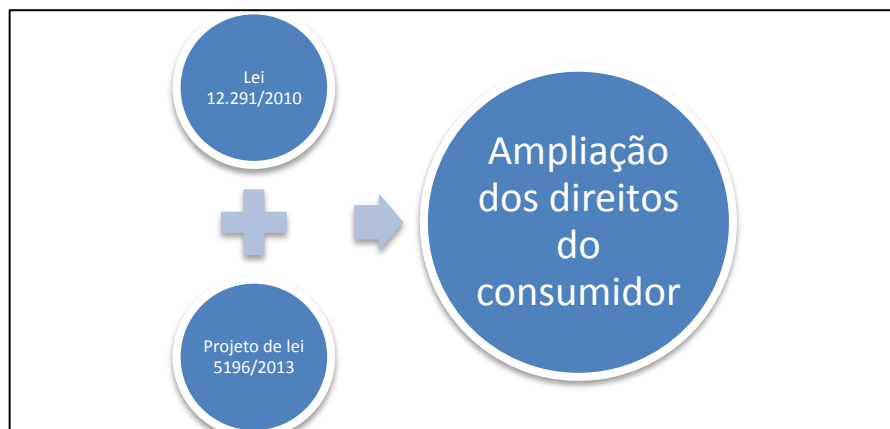 Lei
12.291/2010
Projeto de lei
5196/2013
Ampliação
dos direitos
do
consumidor